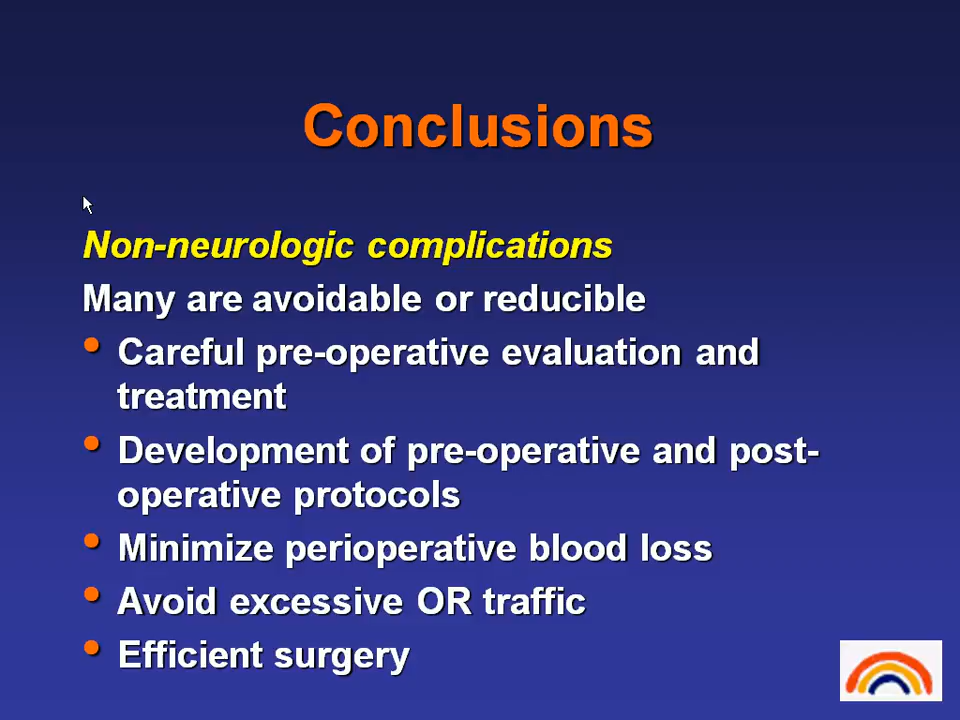 Conclusions
Non-neurologic complications
Many are avoidable or reducible
• Careful pre-operative evaluation and
treatment
• Development of pre-operative and post-
operative protocols
• Minimize perioperative blood loss
• Avoid excessive OR traffic
• Efficient surgery